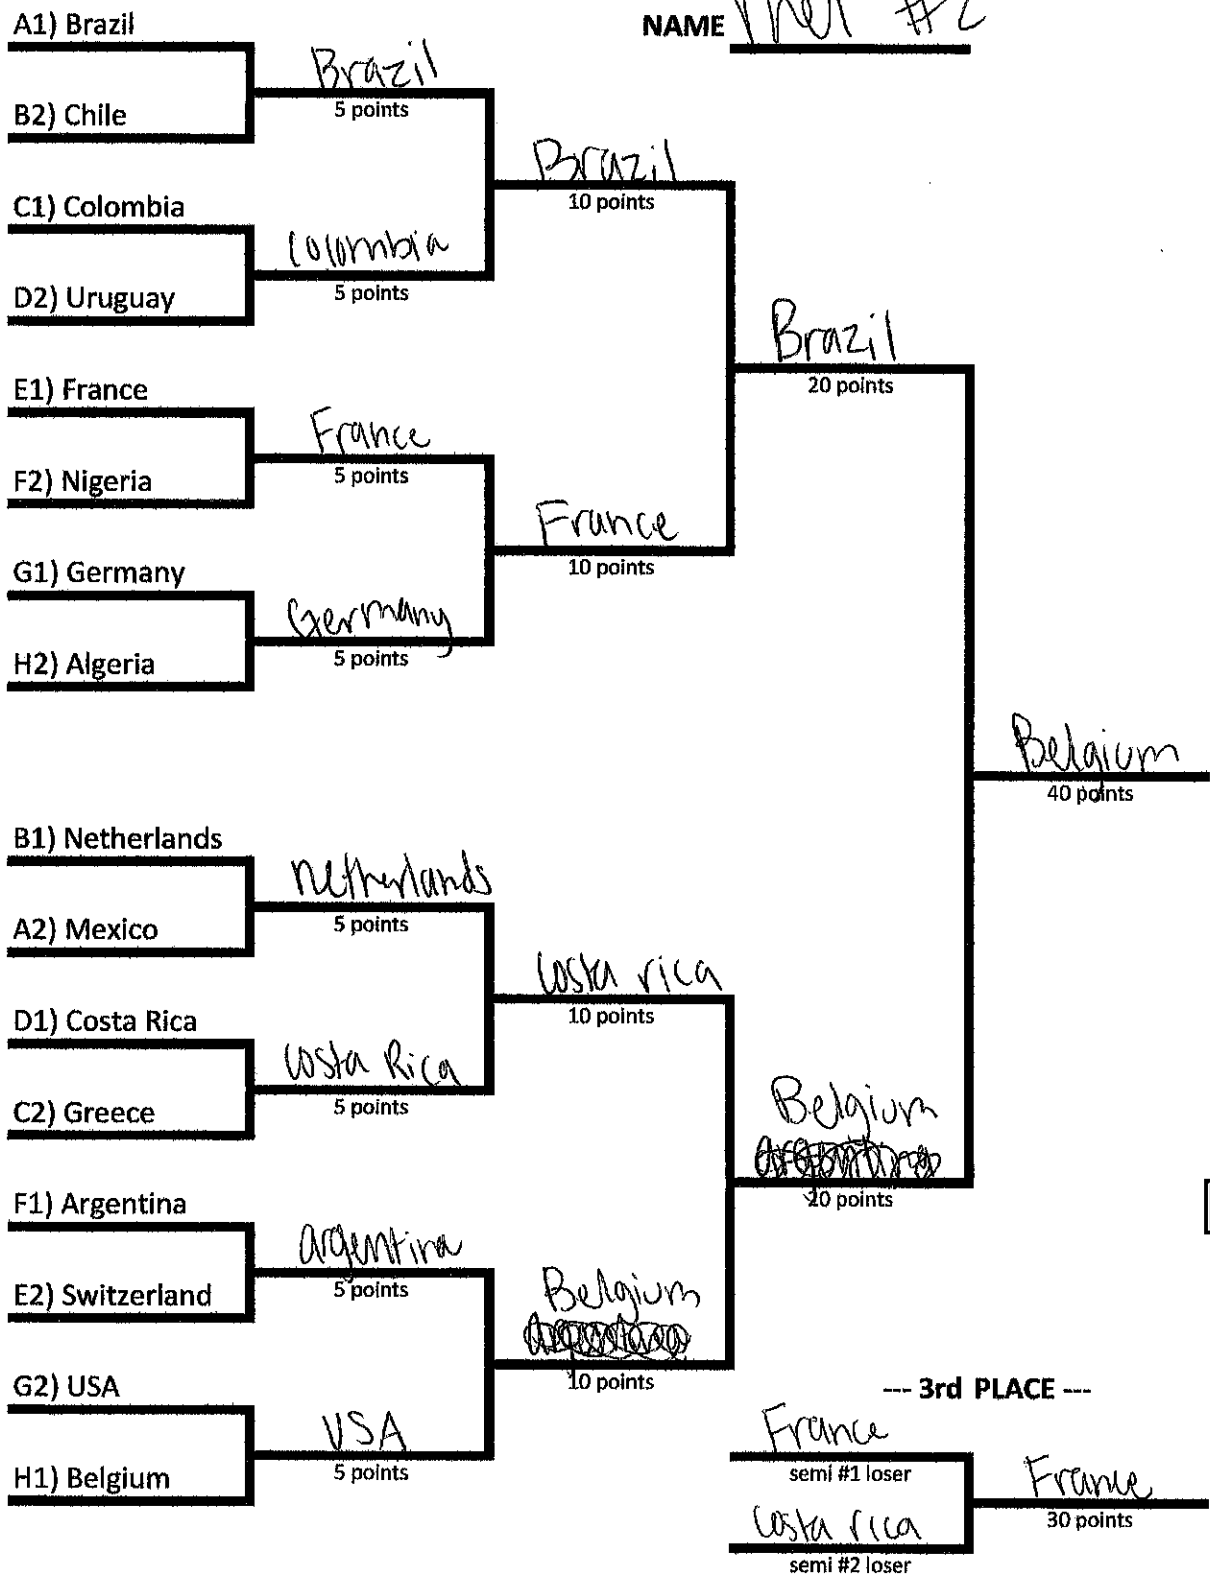 A1) Brazil
NAME #2
Brazil
5 points
B2) Chile
Brazil
10 points
C1) Colombia
Colombia
5 points
D2) Uruguay
Brazil
20 points
E1) France
France
5 points
F2) Nigeria
France
10 points
G1) Germany
Germany
5 points
H2) Algeria
Belgium
40 points
B1) Netherlands
Netherlands
5 points
A2) Mexico
Costa rica
10 points
D1) Costa Rica
Costa Rica
5 points
C2) Greece
Belgium
20 points
F1) Argentina
argentina
5 points
E2) Switzerland
Belgium
10 points
G2) USA
--- 3rd PLACE ---
USA
5 points
France
semi #1 loser
H1) Belgium
France
30 points
Costa rica
semi #2 loser